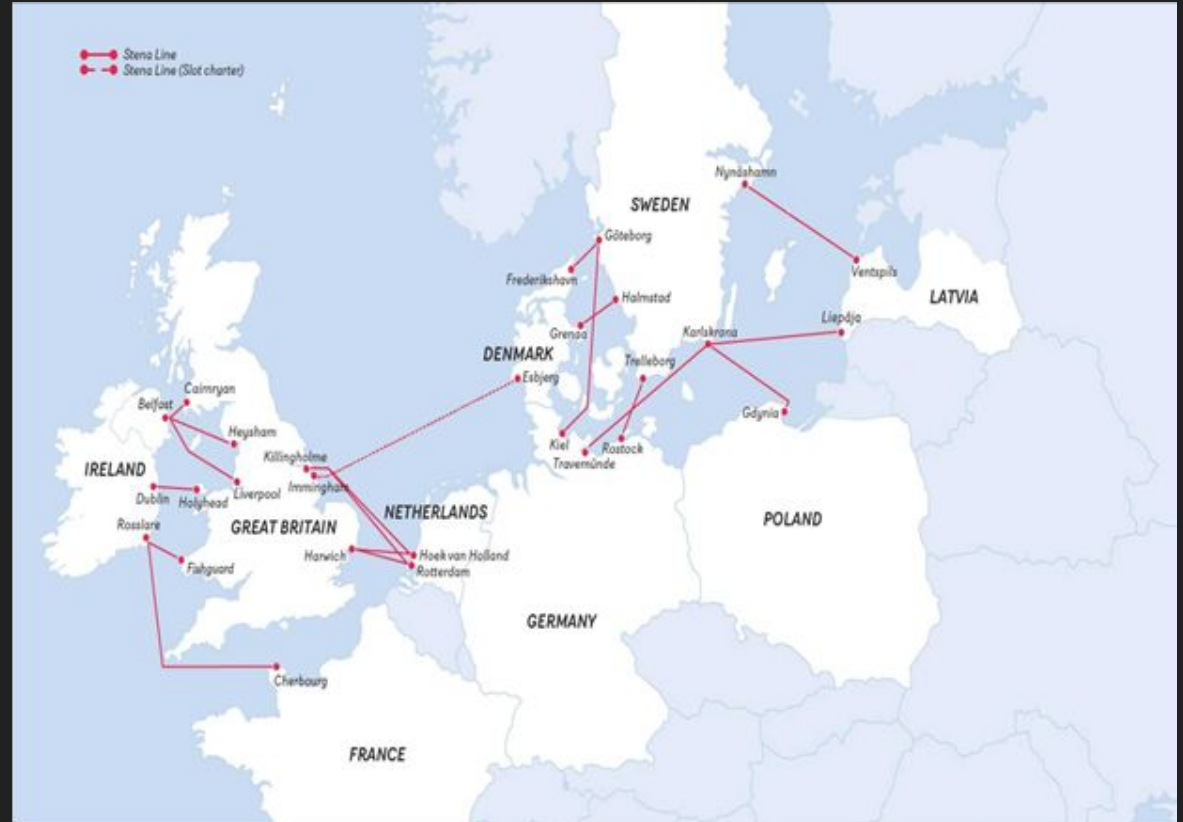 Stena Line
Stena Line (Slot charter)
Nynäshamn
SWEDEN
Göteborg
Ventspils
Frederikshavn
LATVIA
Halmstad
Liepāja
Grenaa
Karlskrona
DENMARK
Trelleborg
Esbjerg
Cairnryan
Belfast
Gdynia
Heysham
Kiel
Rostock
Travemünde
Killingholme
IRELAND
Immingham
Liverpool
Dublin
Holyhead
NETHERLANDS
POLAND
Rosslare
GREAT BRITAIN
Harwich
Hoek van Holland
Fishguard
Rotterdam
GERMANY
Cherbourg
FRANCE